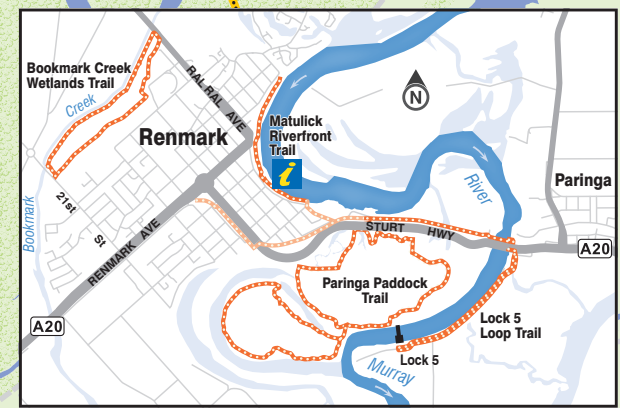 Bookmark Creek
Wetlands Trail
Creek
RAL RAL AVE
Renmark
Matulick
Riverfront
Trail
i
N
River
Paringa
21st
St
Bookmark
RENMARK AVE
STURT HWY
A20
Paringa Paddock
Trail
A20
Lock 5
Loop Trail
Lock 5
Murray